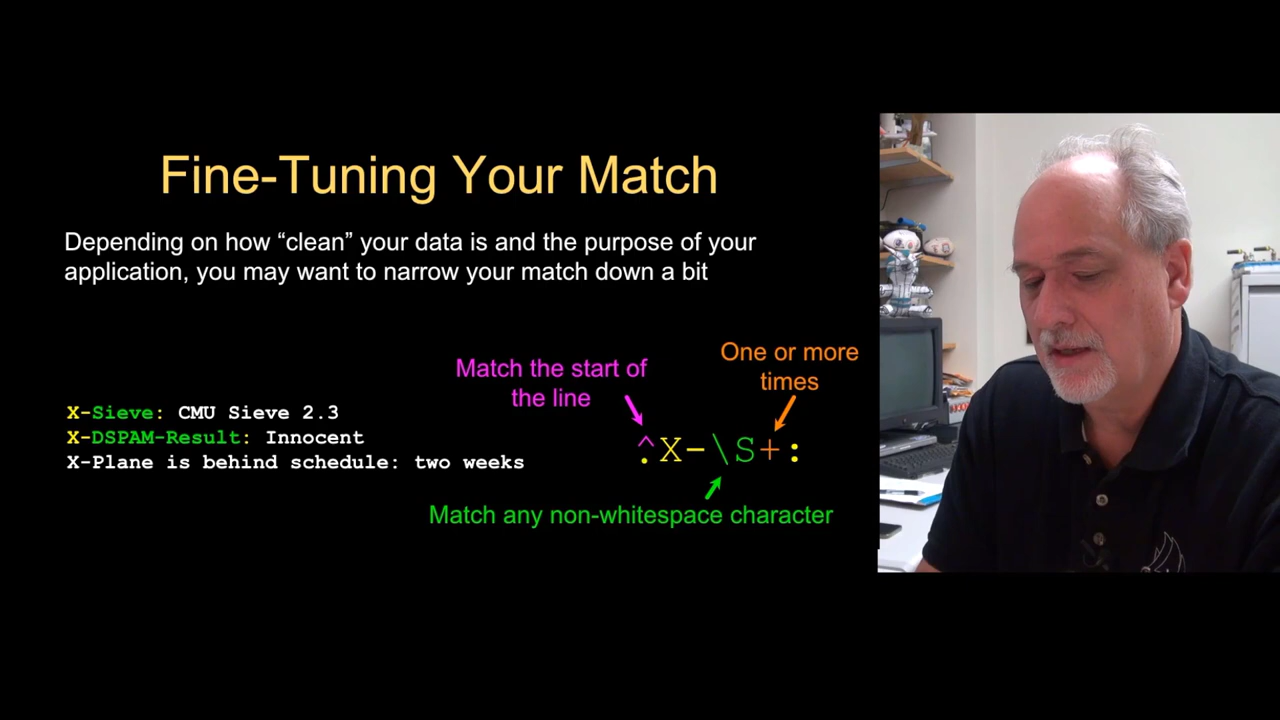 Fine-Tuning Your Match
Depending on how “clean” your data is and the purpose of your
application, you may want to narrow your match down a bit
Match the start of
the line
One or more
times
X-Sieve: CMU Sieve 2.3
X-DSPAM-Result: Innocent
X-Plane is behind schedule: two weeks
^X-\S+:
Match any non-whitespace character